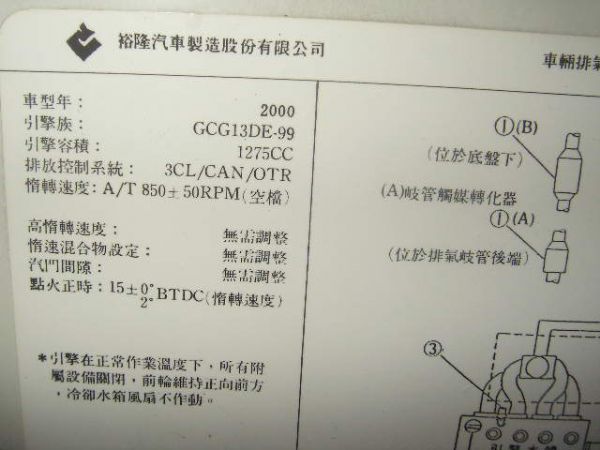 裕隆汽車製造股份有限公司
車輛排氣
車型年： 2000
引擎族： GCG13DE-99
引擎容積： 1275CC
排放控制系統： 3CL/CAN/OTR
惰轉速度：A/T 850±50RPM(空檔)
高惰轉速度： 無需調整
惰速混合物設定： 無需調整
汽門間隙： 無需調整
點火正時：15±0°2°BTDC(惰轉速度)
*引擎在正常作業溫度下，所有附
屬設備關閉，前輪維持正向前方
，冷卻水箱風扇不作動。
①(B)
(位於底盤下)
(A)岐管觸媒轉化器
①(A)
(位於排氣岐管後端)
③